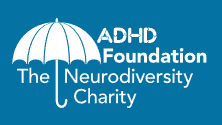 ADHD
Foundation
The Neurodiversity
Charity